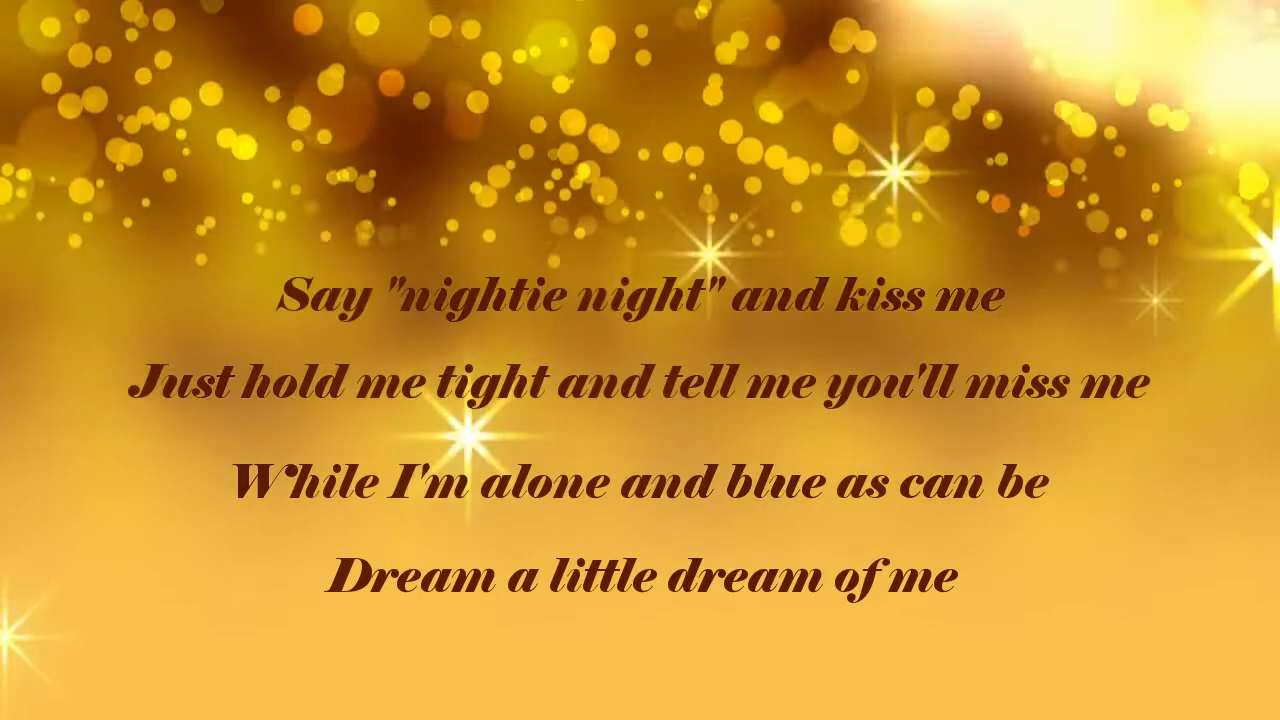 Say "nightie night" and kiss me
Just hold me tight and tell me you'll miss me
While I'm alone and blue as can be
Dream a little dream of me